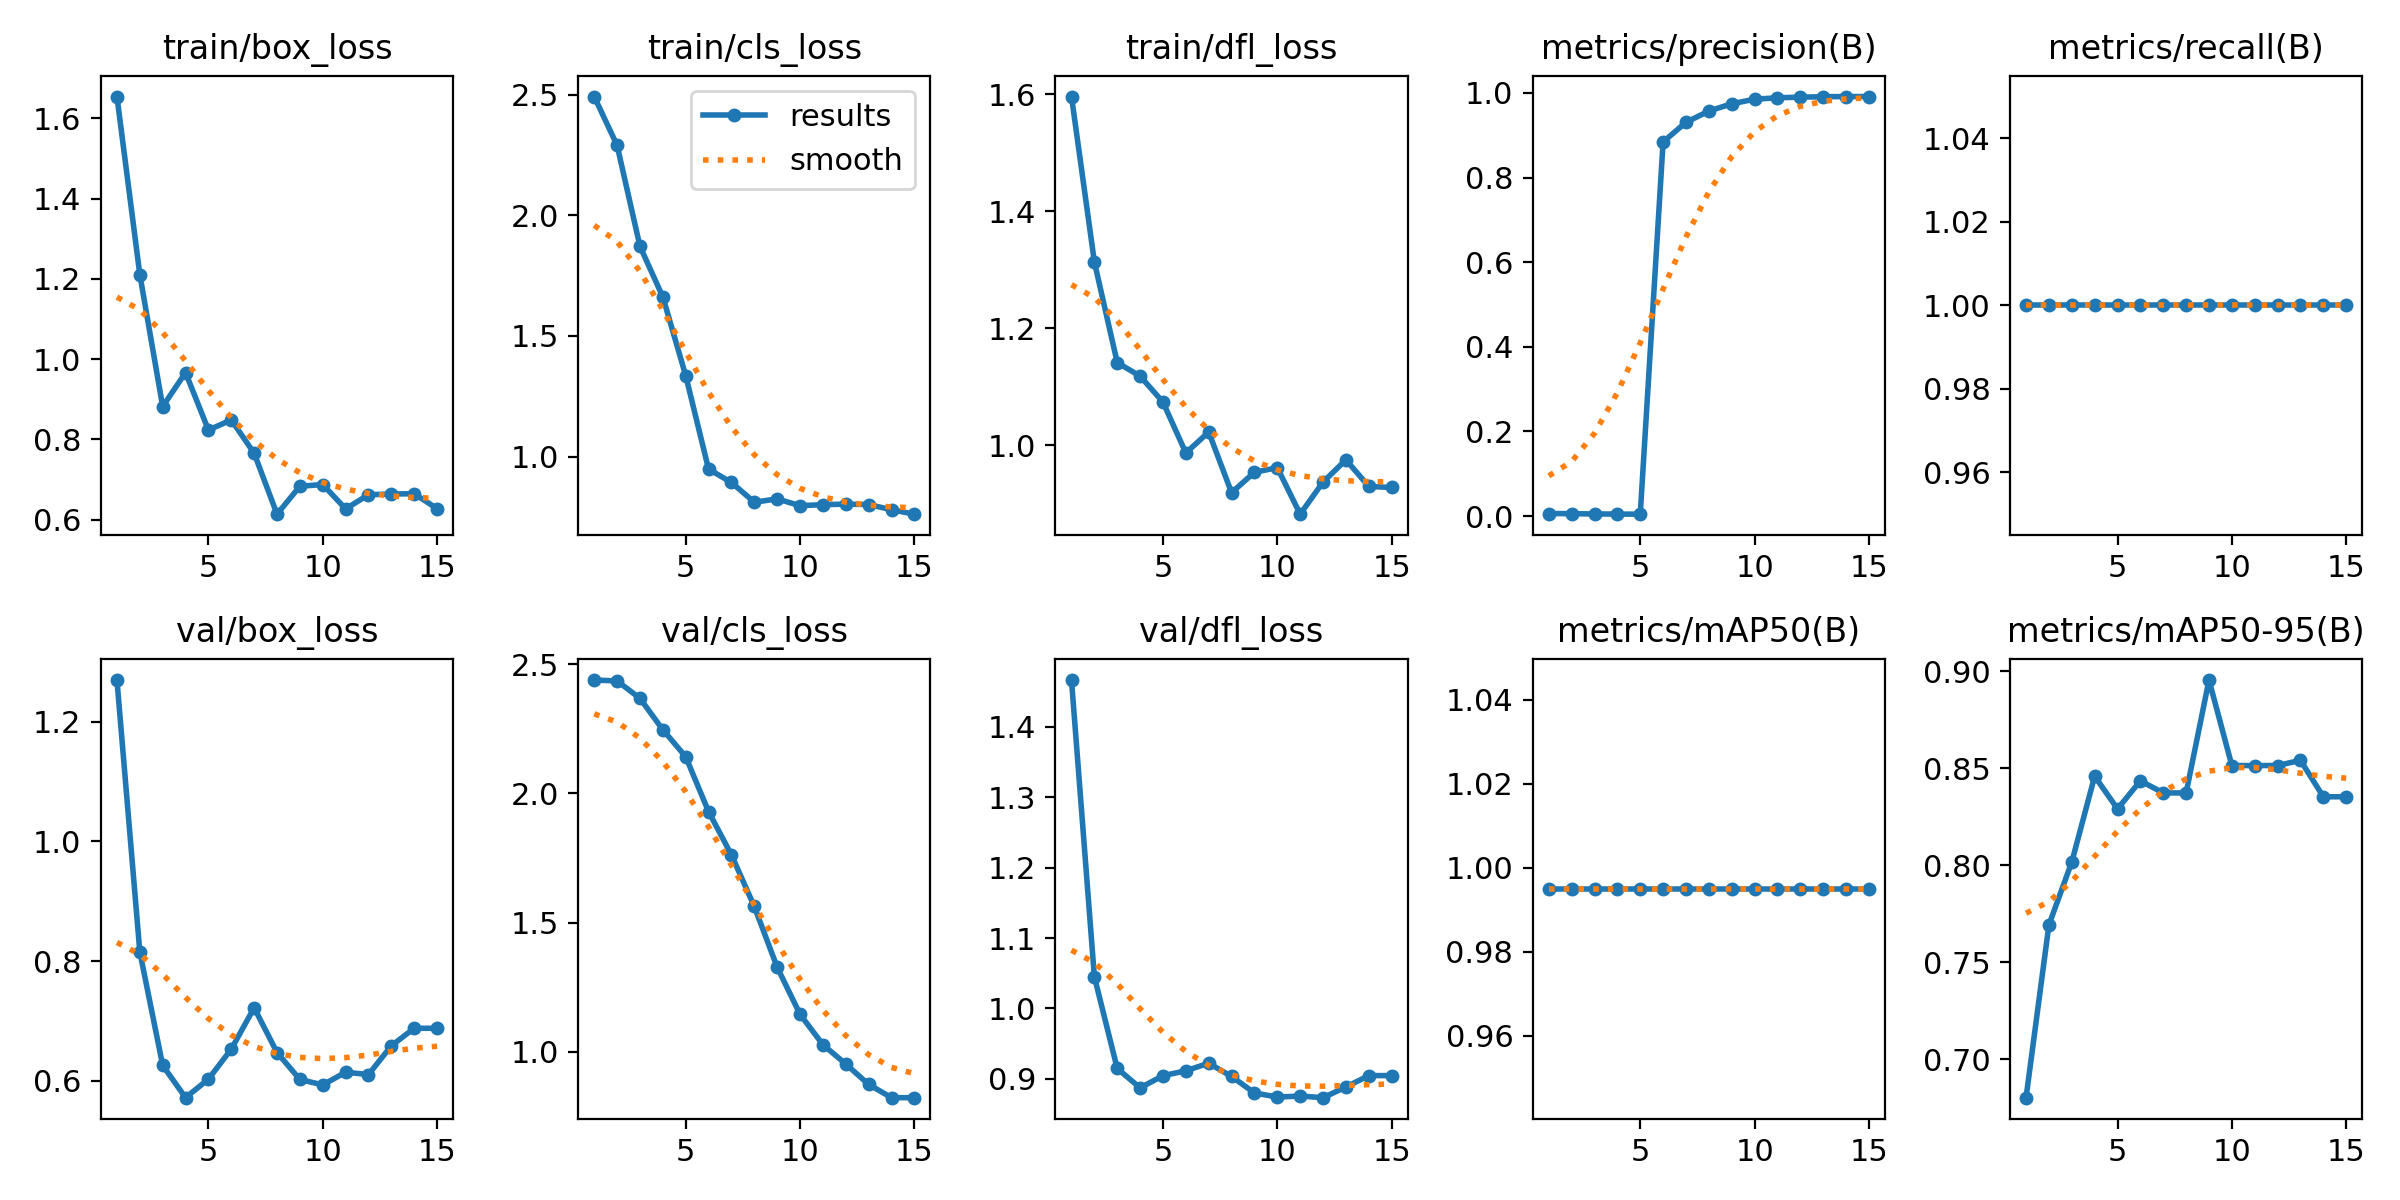 train/box_loss
train/cls_loss
train/dfl_loss
metrics/precision(B)
metrics/recall(B)
1.6
1.4
1.2
1.0
0.8
0.6
5 10 15
2.5
2.0
1.5
1.0
results
smooth
5 10 15
1.6
1.4
1.2
1.0
5 10 15
1.0
0.8
0.6
0.4
0.2
0.0
5 10 15
1.04
1.02
1.00
0.98
0.96
5 10 15
val/box_loss
val/cls_loss
val/dfl_loss
metrics/mAP50(B)
metrics/mAP50-95(B)
1.2
1.0
0.8
0.6
5 10 15
2.5
2.0
1.5
1.0
5 10 15
1.4
1.3
1.2
1.1
1.0
0.9
5 10 15
1.04
1.02
1.00
0.98
0.96
5 10 15
0.90
0.85
0.80
0.75
0.70
5 10 15